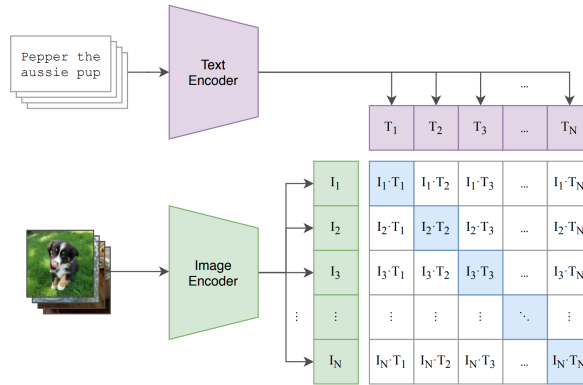 Pepper the
aussie pup
Text
Encoder
...
T1 T2 T3 ... TN
I1 I1·T1 I1·T2 I1·T3 ... I1·TN
I2 I2·T1 I2·T2 I2·T3 ... I2·TN
I3 I3·T1 I3·T2 I3·T3 ... I3·TN
Image
Encoder
⋮ ⋮ ⋮ ⋮ ⋮ ⋱ ⋮
IN IN·T1 IN·T2 IN·T3 ... IN·TN